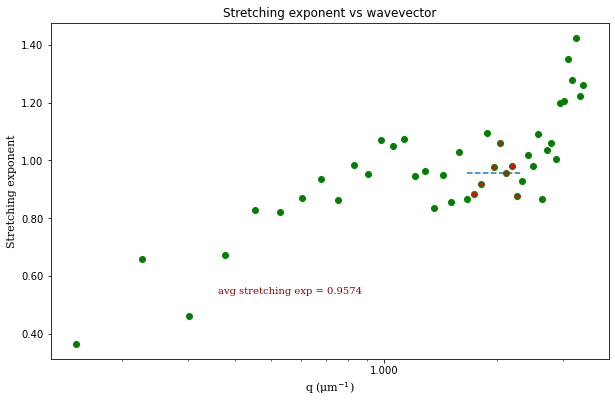 Stretching exponent vs wavevector
1.40
1.20
1.00
0.80
0.60
0.40
Stretching exponent
avg stretching exp = 0.9574
1.000
q (μm⁻¹)